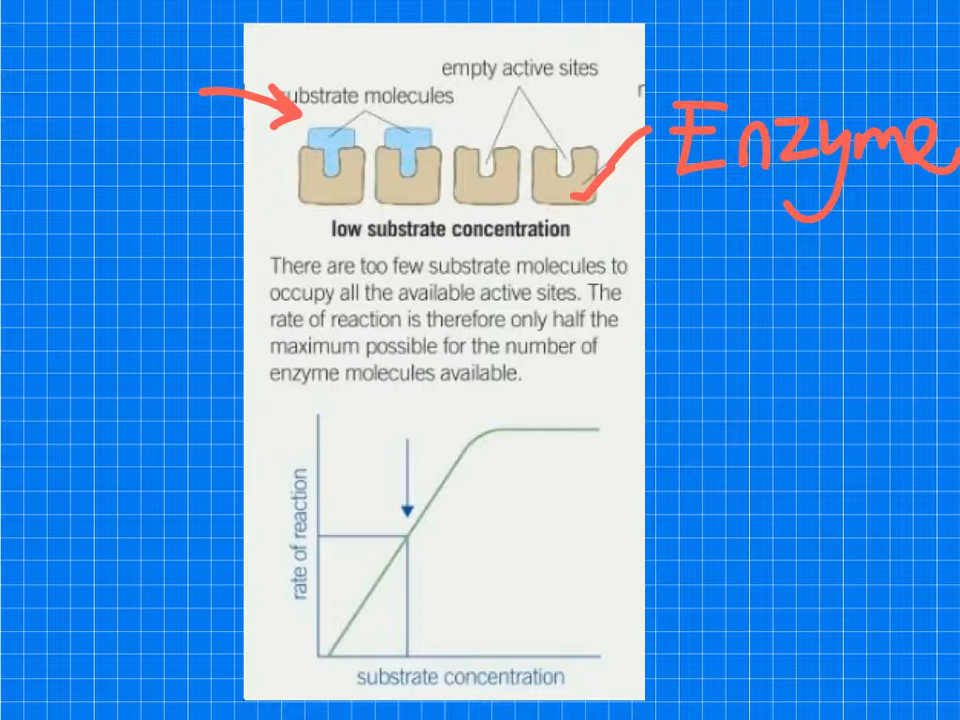 empty active sites
substrate molecules
Enzyme
low substrate concentration
There are too few substrate molecules to
occupy all the available active sites. The
rate of reaction is therefore only half the
maximum possible for the number of
enzyme molecules available.
rate of reaction
substrate concentration